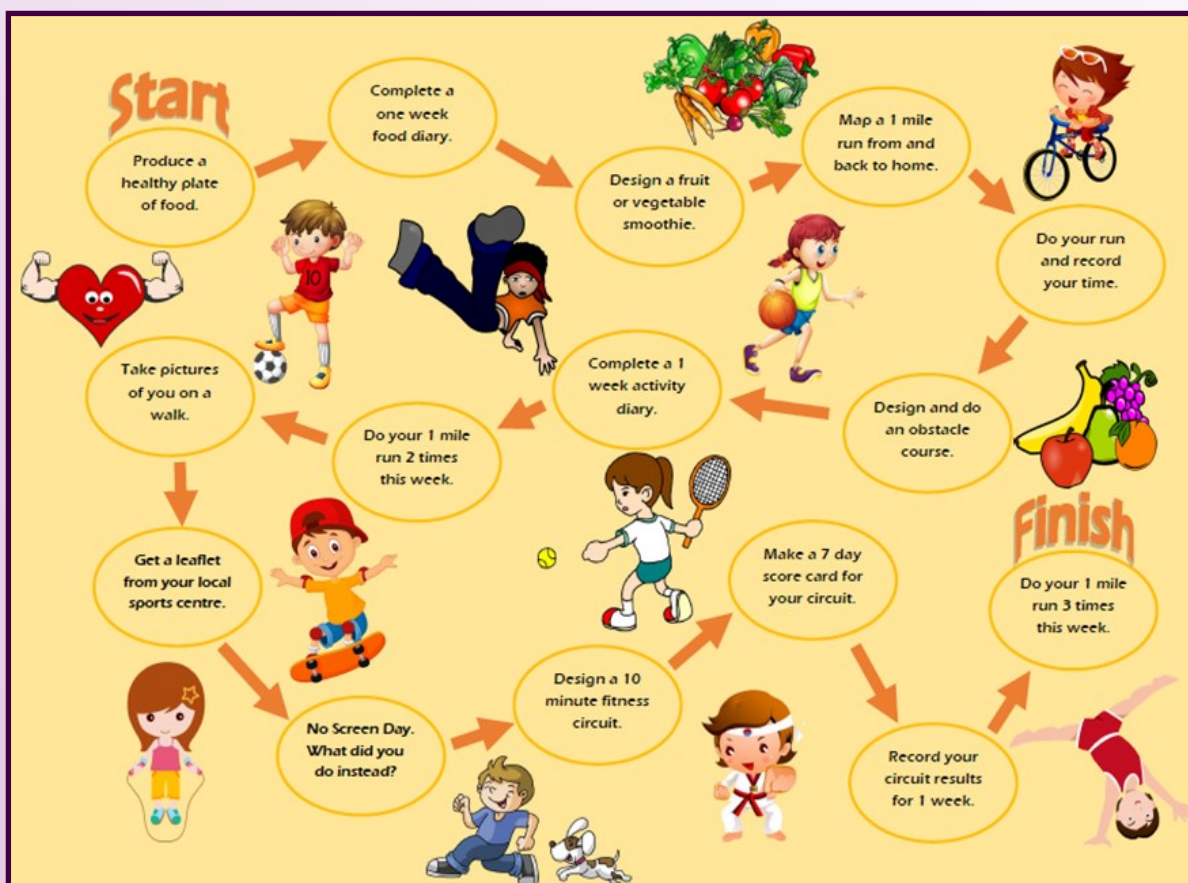 Start
Produce a
healthy plate
of food.
Complete a
one week
food diary.
Design a fruit
or vegetable
smoothie.
Map a 1 mile
run from and
back to home.
Do your run
and record
your time.
Design and do
an obstacle
course.
Complete a 1
week activity
diary.
Do your 1 mile
run 2 times
this week.
Take pictures
of you on a
walk.
Get a leaflet
from your local
sports centre.
No Screen Day.
What did you
do instead?
Design a 10
minute fitness
circuit.
Make a 7 day
score card for
your circuit.
Record your
circuit results
for 1 week.
Finish
Do your 1 mile
run 3 times
this week.
10